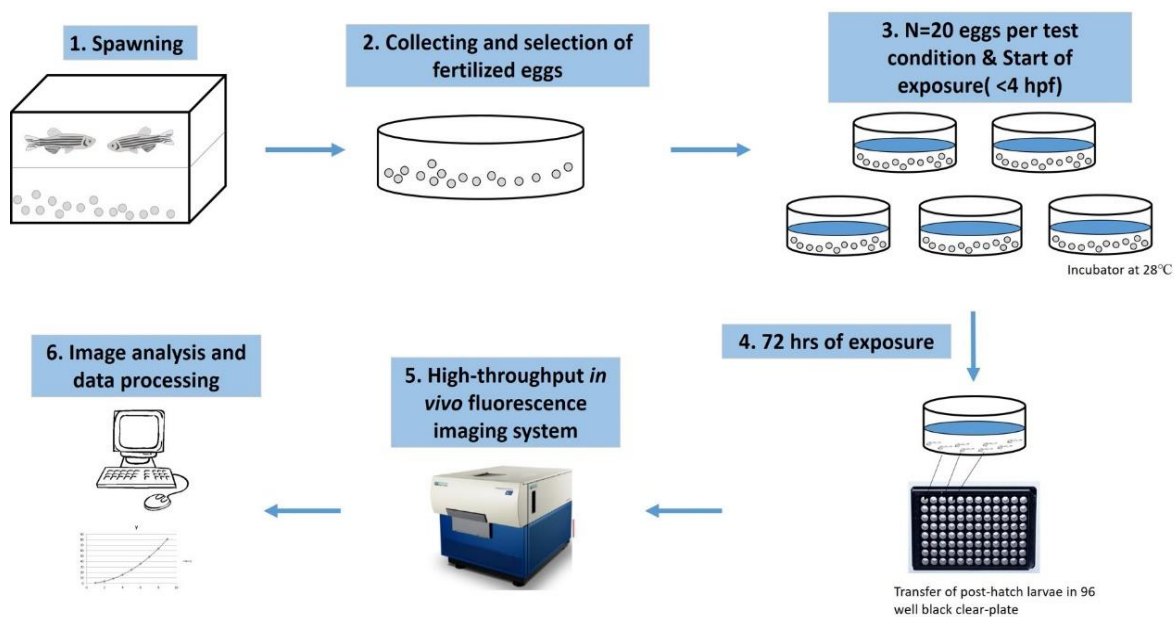 1. Spawning
2. Collecting and selection of
fertilized eggs
3. N=20 eggs per test
condition & Start of
exposure( <4 hpf)
Incubator at 28℃
4. 72 hrs of exposure
Transfer of post-hatch larvae in 96
well black clear-plate
5. High-throughput in
vivo fluorescence
imaging system
6. Image analysis and
data processing